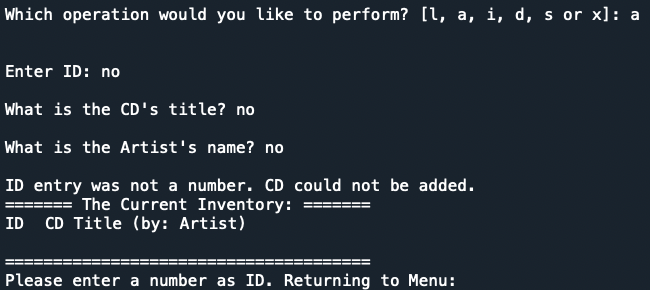 Which operation would you like to perform? [l, a, i, d, s or x]: a
Enter ID: no
What is the CD's title? no
What is the Artist's name? no
ID entry was not a number. CD could not be added.
======= The Current Inventory: =======
ID  CD Title (by: Artist)
======================================
Please enter a number as ID. Returning to Menu: